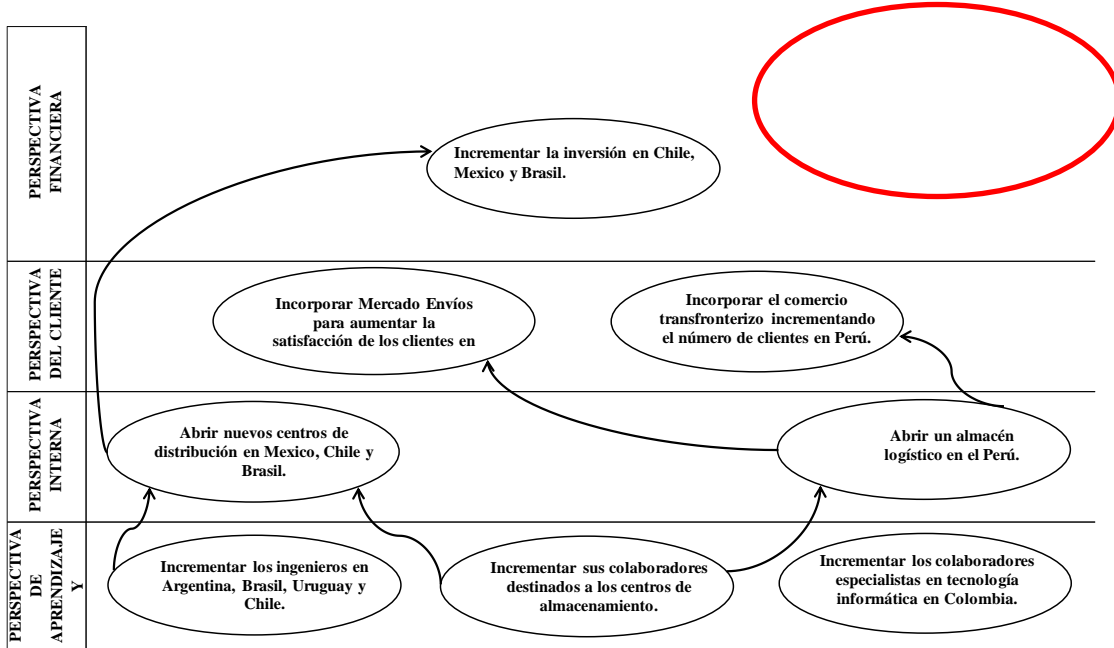 PERSPECTIVA
FINANCIERA
Incrementar la inversión en Chile,
Mexico y Brasil.
PERSPECTIVA
DEL CLIENTE
Incorporar Mercado Envíos
para aumentar la
satisfacción de los clientes en
Incorporar el comercio
transfronterizo incrementando
el número de clientes en Perú.
PERSPECTIVA
INTERNA
Abrir nuevos centros de
distribución en Mexico, Chile y
Brasil.
Abrir un almacén
logístico en el Perú.
PERSPECTIVA
DE
APRENDIZAJE
Y
Incrementar los ingenieros en
Argentina, Brasil, Uruguay y
Chile.
Incrementar sus colaboradores
destinados a los centros de
almacenamiento.
Incrementar los colaboradores
especialistas en tecnología
informática en Colombia.